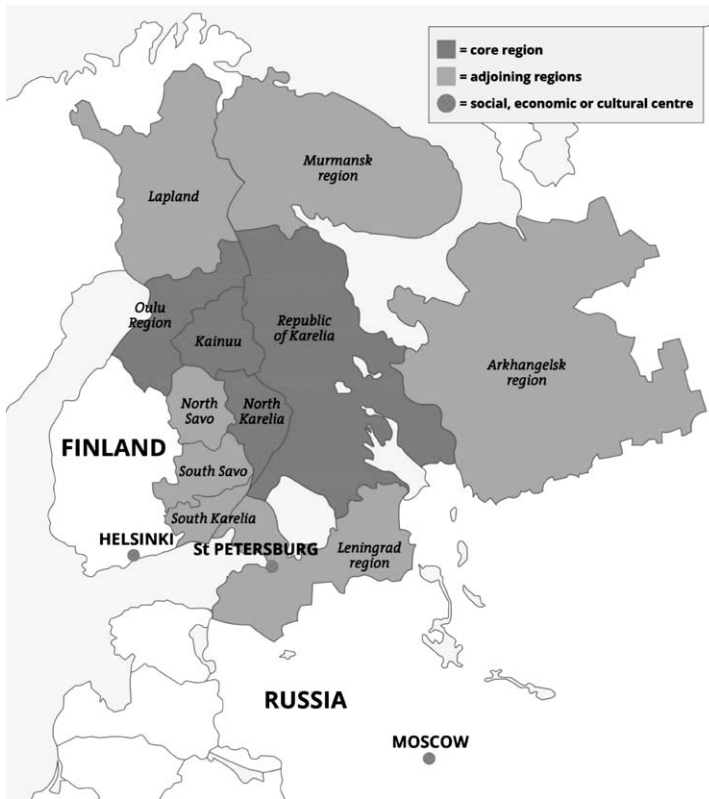 = core region
= adjoining regions
= social, economic or cultural centre
Murmansk
region
Lapland
Oulu
Region
Kainuu
Republic
of Karelia
Arkhangelsk
region
North
Savo
North
Karelia
FINLAND
South Savo
South Karelia
HELSINKI
St PETERSBURG
Leningrad
region
RUSSIA
MOSCOW